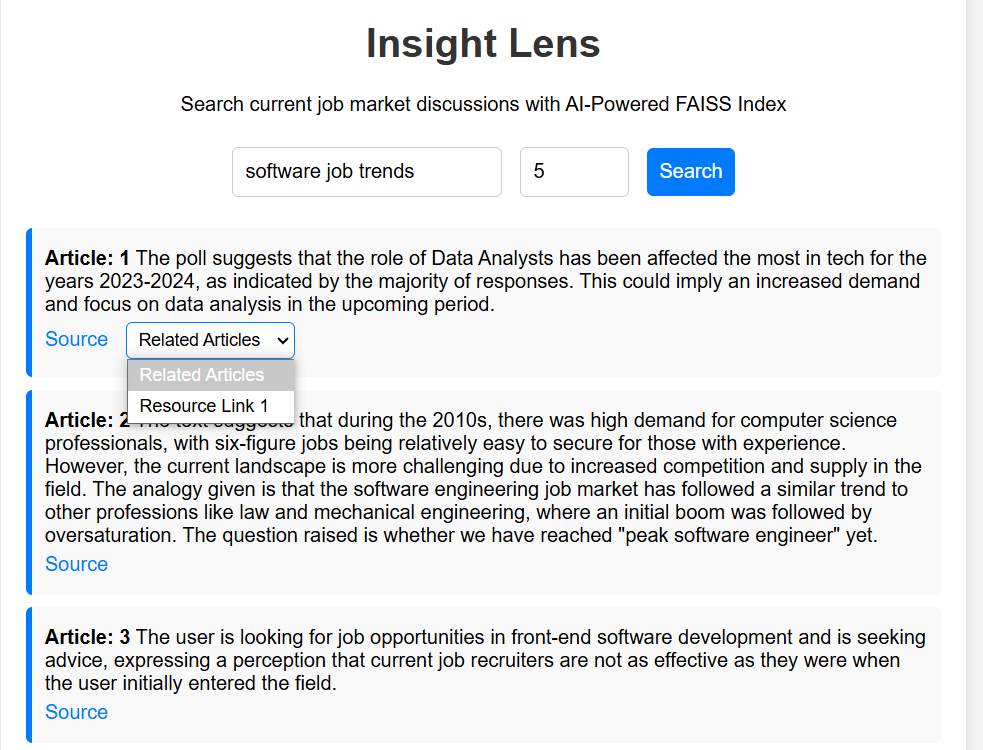 Insight Lens
Search current job market discussions with AI-Powered FAISS Index
software job trends 5 Search
Article: 1 The poll suggests that the role of Data Analysts has been affected the most in tech for the
years 2023-2024, as indicated by the majority of responses. This could imply an increased demand
and focus on data analysis in the upcoming period.
Source Related Articles
Related Articles
Resource Link 1
Article: 2 The text suggests that during the 2010s, there was high demand for computer science
professionals, with six-figure jobs being relatively easy to secure for those with experience.
However, the current landscape is more challenging due to increased competition and supply in the
field. The analogy given is that the software engineering job market has followed a similar trend to
other professions like law and mechanical engineering, where an initial boom was followed by
oversaturation. The question raised is whether we have reached "peak software engineer" yet.
Source
Article: 3 The user is looking for job opportunities in front-end software development and is seeking
advice, expressing a perception that current job recruiters are not as effective as they were when
the user initially entered the field.
Source